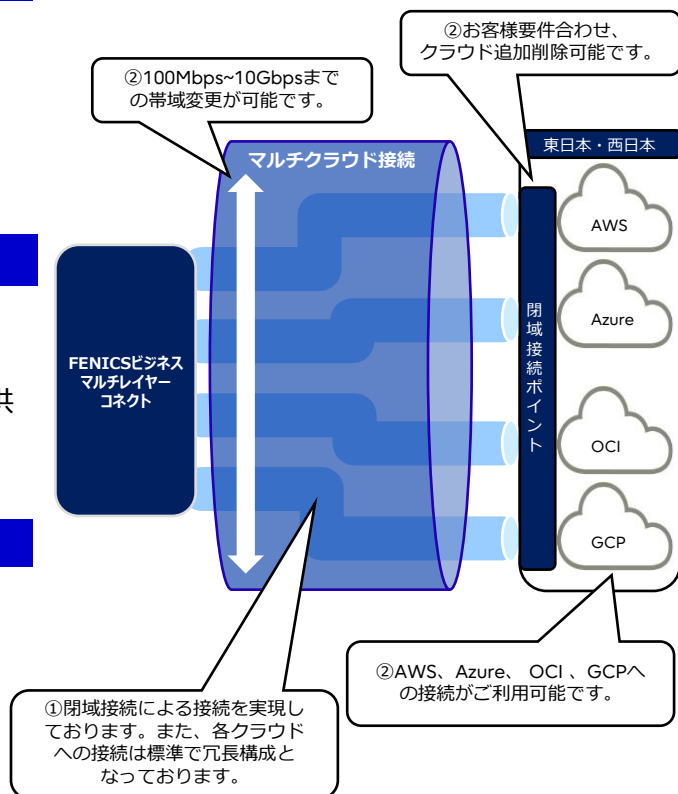 ②お客様要件合わせ、
クラウド追加削除可能です。
②100Mbps~10Gbpsまで
の帯域変更が可能です。
東日本・西日本
マルチクラウド接続
AWS
Azure
OCI
GCP
閉域接続ポイント
FENICSビジネス
マルチレイヤー
コネクト
供
②AWS、Azure、 OCI 、GCPへ
の接続がご利用可能です。
①閉域接続による接続を実現し
ております。また、各クラウド
への接続は標準で冗長構成と
なっております。